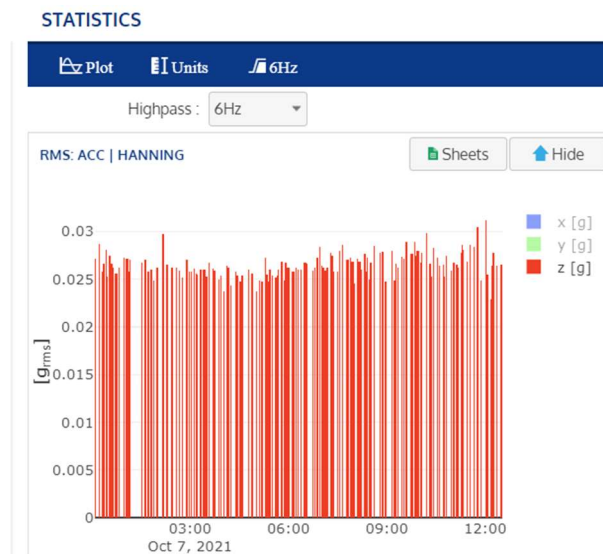 STATISTICS
Plot Units 6Hz
Highpass : 6Hz
RMS: ACC | HANNING Sheets Hide
x [g]
y [g]
z [g]
[grms]
0.03
0.025
0.02
0.015
0.01
0.005
0
03:00 06:00 09:00 12:00
Oct 7, 2021